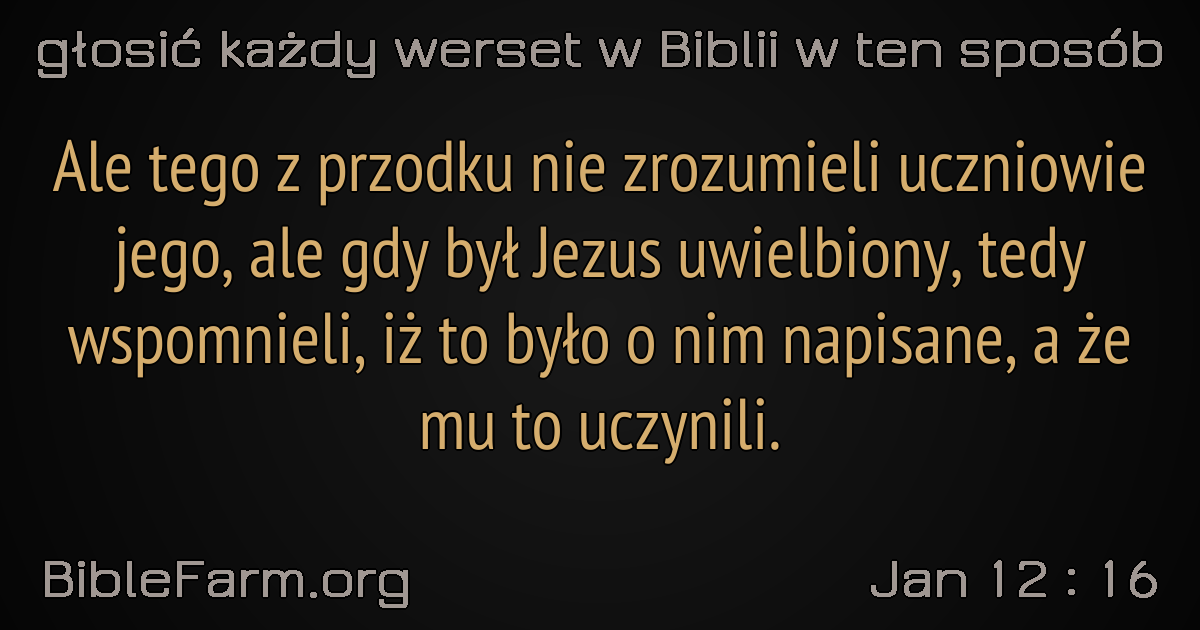 głosić każdy werset w Biblii w ten sposób
Ale tego z przodku nie zrozumieli uczniowie
jego, ale gdy był Jezus uwielbiony, tedy
wspomnieli, iż to było o nim napisane, a że
mu to uczynili.
BibleFarm.org
Jan 12 : 16